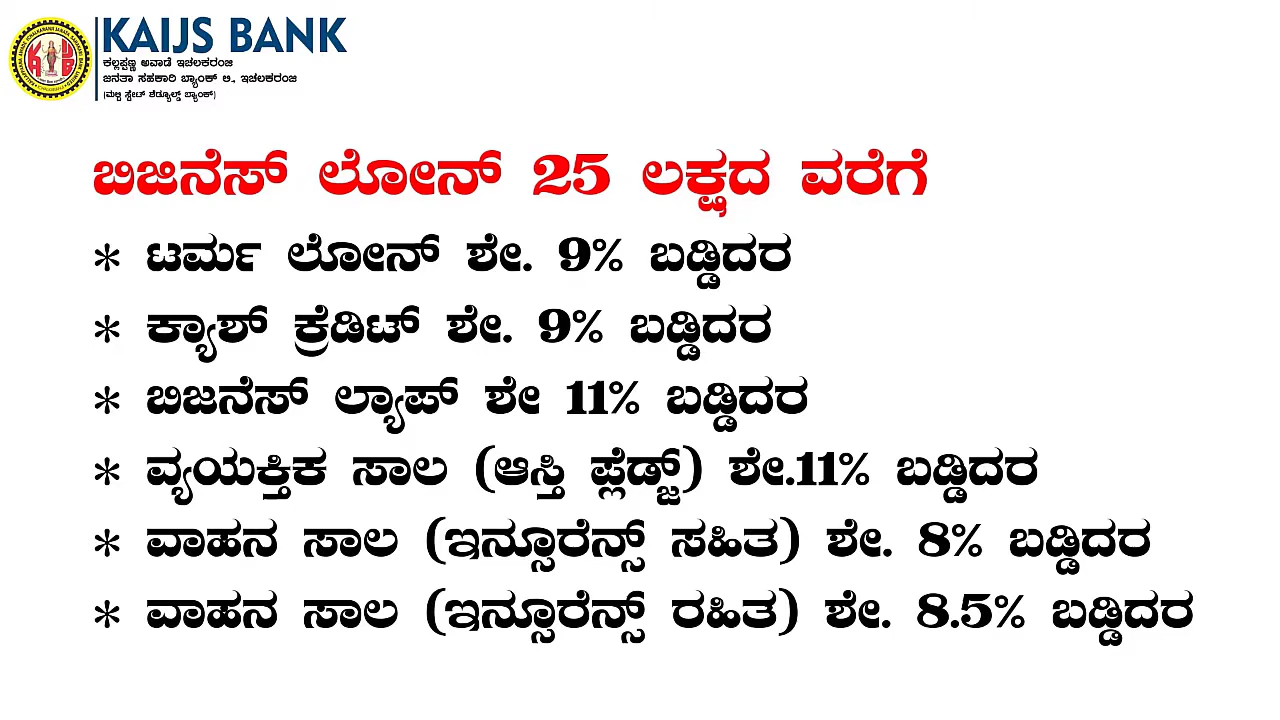 KAIJS BANK
ಕಲ್ಲಪ್ಪಣ್ಣ ಅವಾಡೆ ಇಚಲಕರಂಜಿ
ಜನತಾ ಸಹಕಾರಿ ಬ್ಯಾಂಕ್ ಲಿ., ಇಚಲಕರಂಜಿ
(ಮಲ್ಟಿ ಸ್ಟೇಟ್ ಶೆಡ್ಯೂಲ್ಡ್ ಬ್ಯಾಂಕ್)
ಬಿಜಿನೆಸ್ ಲೋನ್ 25 ಲಕ್ಷದ ವರೆಗೆ
* ಟರ್ಮ ಲೋನ್ ಶೇ. 9% ಬಡ್ಡಿದರ
* ಕ್ಯಾಶ್ ಕ್ರೆಡಿಟ್ ಶೇ. 9% ಬಡ್ಡಿದರ
* ಬಿಜನೆಸ್ ಲ್ಯಾಪ್ ಶೇ 11% ಬಡ್ಡಿದರ
* ವ್ಯಯಕ್ತಿಕ ಸಾಲ (ಆಸ್ತಿ ಪ್ಲೆಡ್ಜ್) ಶೇ.11% ಬಡ್ಡಿದರ
* ವಾಹನ ಸಾಲ (ಇನ್ಸೂರೆನ್ಸ್ ಸಹಿತ) ಶೇ. 8% ಬಡ್ಡಿದರ
* ವಾಹನ ಸಾಲ (ಇನ್ಸೂರೆನ್ಸ್ ರಹಿತ) ಶೇ. 8.5% ಬಡ್ಡಿದರ